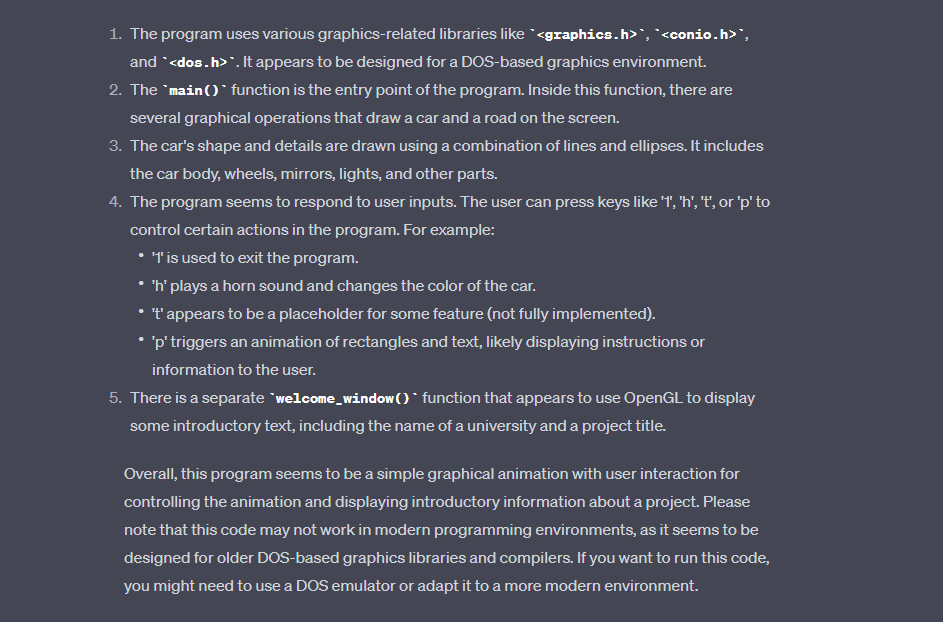 1. The program uses various graphics-related libraries like `<graphics.h>`, `<conio.h>`,
and `<dos.h>`. It appears to be designed for a DOS-based graphics environment.
2. The `main()` function is the entry point of the program. Inside this function, there are
several graphical operations that draw a car and a road on the screen.
3. The car's shape and details are drawn using a combination of lines and ellipses. It includes
the car body, wheels, mirrors, lights, and other parts.
4. The program seems to respond to user inputs. The user can press keys like '1', 'h', 't', or 'p' to
control certain actions in the program. For example:
• '1' is used to exit the program.
• 'h' plays a horn sound and changes the color of the car.
• 't' appears to be a placeholder for some feature (not fully implemented).
• 'p' triggers an animation of rectangles and text, likely displaying instructions or
information to the user.
5. There is a separate `welcome_window()` function that appears to use OpenGL to display
some introductory text, including the name of a university and a project title.
Overall, this program seems to be a simple graphical animation with user interaction for
controlling the animation and displaying introductory information about a project. Please
note that this code may not work in modern programming environments, as it seems to be
designed for older DOS-based graphics libraries and compilers. If you want to run this code,
you might need to use a DOS emulator or adapt it to a more modern environment.